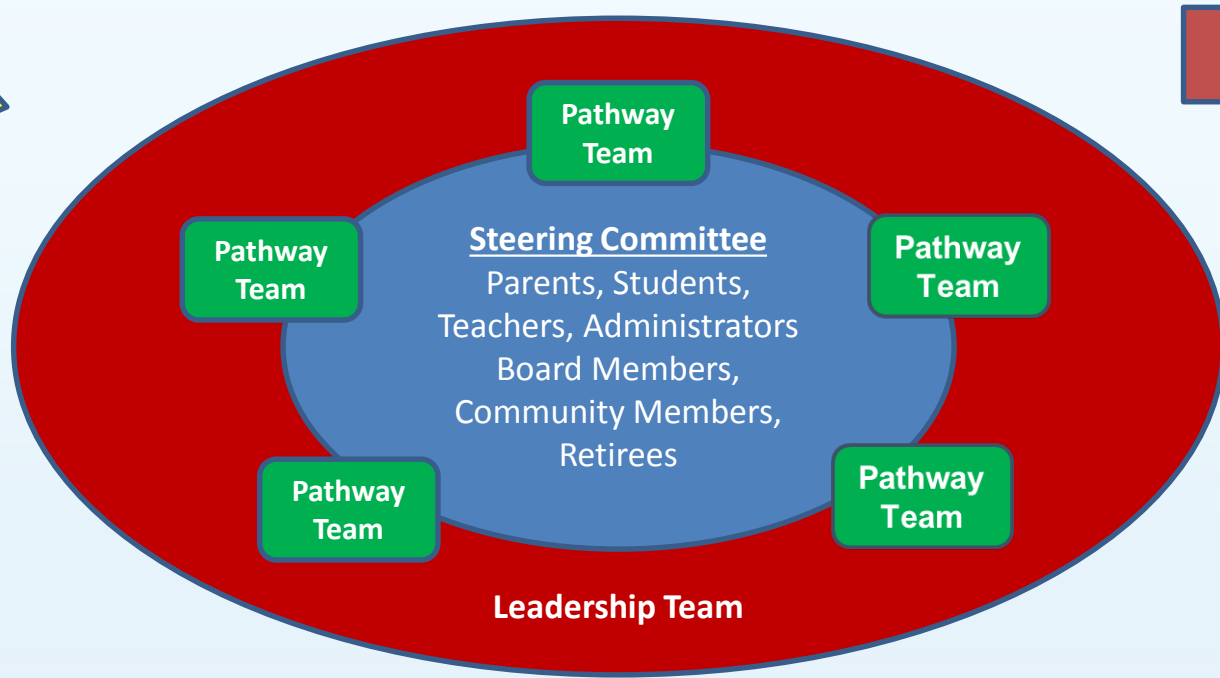 Pathway
Team
Pathway
Team
Pathway
Team
Steering Committee
Parents, Students,
Teachers, Administrators
Board Members,
Community Members,
Retirees
Pathway
Team
Pathway
Team
Leadership Team